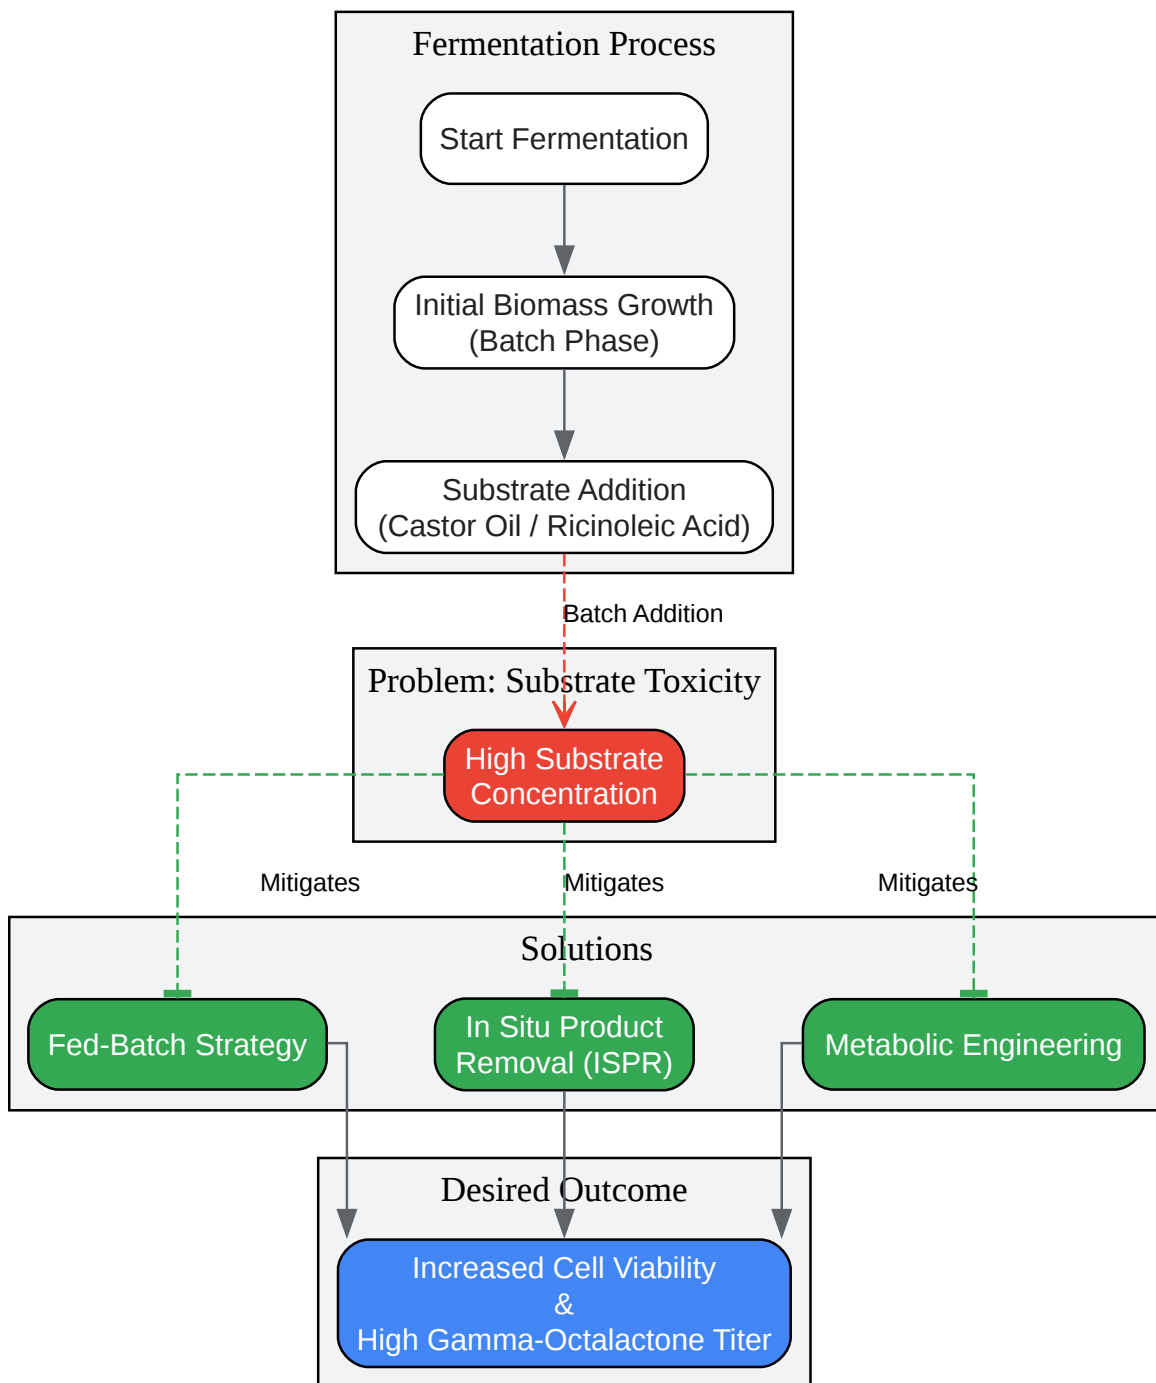 Fermentation Process
Start Fermentation
Initial Biomass Growth
(Batch Phase)
Substrate Addition
(Castor Oil / Ricinoleic Acid)
Batch Addition
Problem: Substrate Toxicity
High Substrate
Concentration
Mitigates
Mitigates
Mitigates
Solutions
Fed-Batch Strategy
In Situ Product
Removal (ISPR)
Metabolic Engineering
Desired Outcome
Increased Cell Viability
&
High Gamma-Octalactone Titer